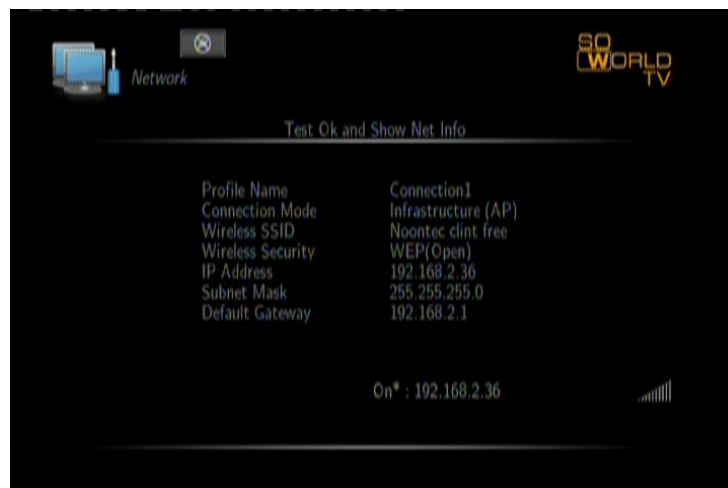 SO
WORLD
TV
Network
Test Ok and Show Net Info
Profile Name Connection1
Connection Mode Infrastructure (AP)
Wireless SSID Noontec clint free
Wireless Security WEP(Open)
IP Address 192.168.2.36
Subnet Mask 255.255.255.0
Default Gateway 192.168.2.1
On* : 192.168.2.36